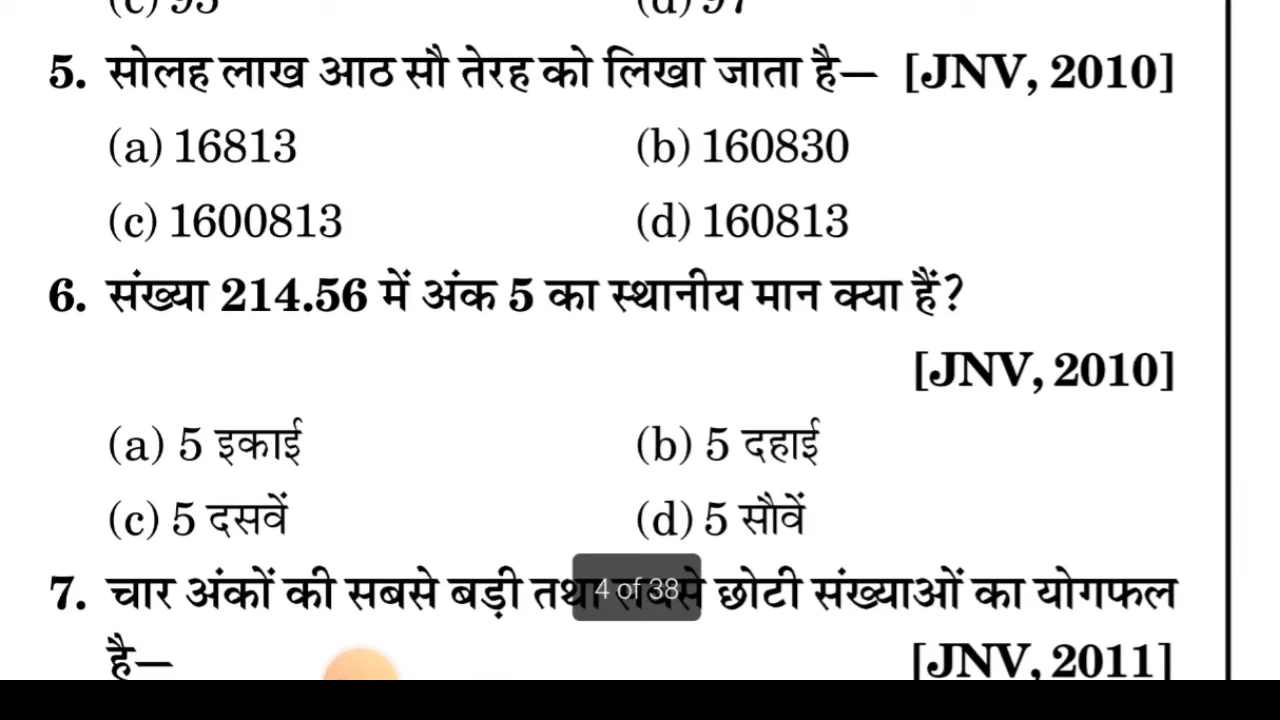 5. सोलह लाख आठ सौ तेरह को लिखा जाता है— [JNV, 2010]
(a) 16813 (b) 160830
(c) 1600813 (d) 160813
6. संख्या 214.56 में अंक 5 का स्थानीय मान क्या हैं?
[JNV, 2010]
(a) 5 इकाई (b) 5 दहाई
(c) 5 दसवें (d) 5 सौवें
7. चार अंकों की सबसे बड़ी तथा सबसे छोटी संख्याओं का योगफल
4 of 38
है— [JNV, 2011]